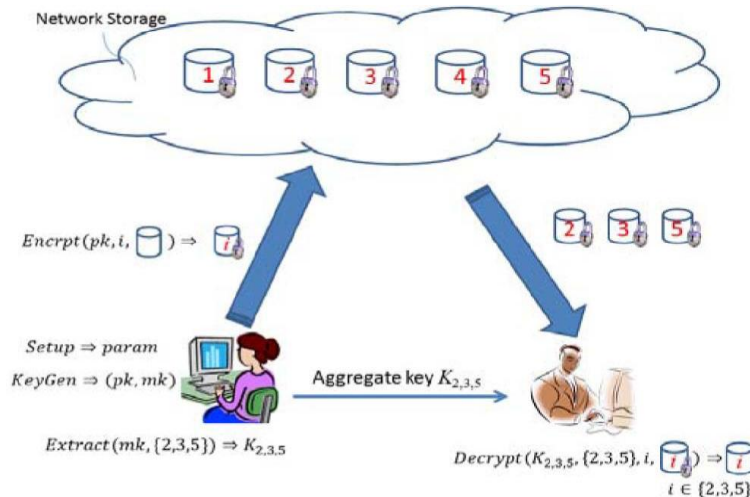 Network Storage
1 2 3 4 5
2 3 5
Encrpt(pk, i, ) ⇒ i
Setup ⇒ param
KeyGen ⇒ (pk, mk)
Aggregate key K₂,₃,₅
Extract(mk, {2,3,5}) ⇒ K₂,₃,₅
Decrypt(K₂,₃,₅, {2,3,5}, i, i) ⇒ i
i ∈ {2,3,5}